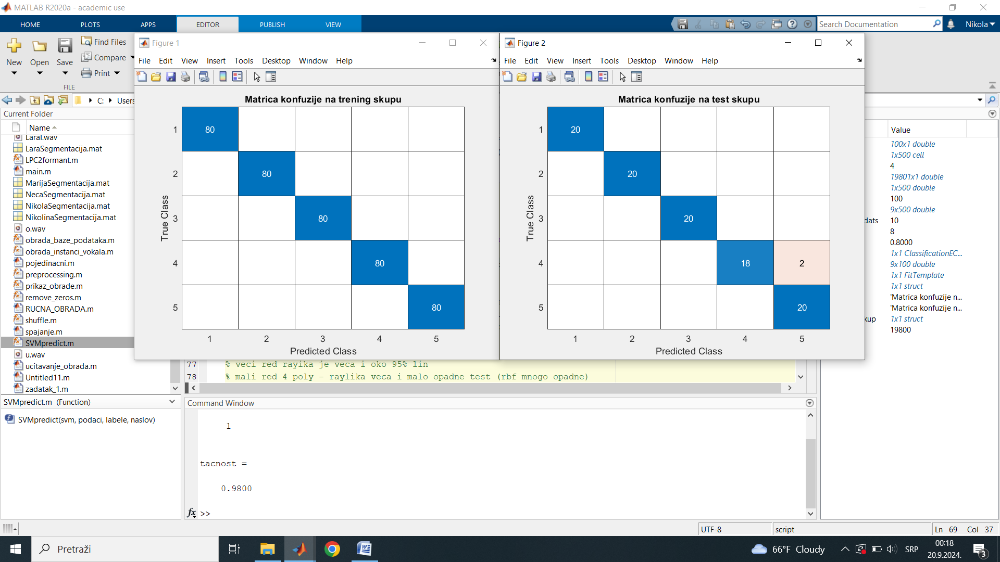 MATLAB R2020a - academic use
HOME PLOTS APPS EDITOR PUBLISH VIEW
Search Documentation
Nikola
New Open Save
Find Files
Compare
Print
FILE
C: Users
Current Folder
Name
Laral.wav
LaraSegmentacija.mat
LPC2formant.m
main.m
MarijaSegmentacija.mat
NecaSegmentacija.mat
NikolaSegmentacija.mat
NikolinaSegmentacija.mat
o.wav
obrada_baze_podataka.m
obrada_instanci_vokala.m
pojedinacni.m
preprocessing.m
prikaz_obrade.m
remove_zeros.m
RUCNA_OBRADA.m
shuffle.m
spajanje.m
SVMpredict.m
u.wav
ucitavanje_obrada.m
Untitled11.m
zadatak_1.m
SVMpredict.m (Function)
SVMpredict(svm, podaci, labele, naslov)
Figure 1
File Edit View Insert Tools Desktop Window Help
Matrica konfuzije na trening skupu
1 80
2 80
3 80
4 80
5 80
True Class
1 2 3 4 5
Predicted Class
Figure 2
File Edit View Insert Tools Desktop Window Help
Matrica konfuzije na test skupu
1 20
2 20
3 20
4 18 2
5 20
True Class
1 2 3 4 5
Predicted Class
77 % veci red rayika je veca i oko 95% lin
78 % mali red 4 poly - raylika veca i malo opadne test (rbf mnogo opadne)
Command Window
1
tacnost =
0.9800
fx >>
Value
100x1 double
1x500 cell
4
19801x1 double
1x500 double
100
9x500 double
dats 10
8
0.8000
1x1 ClassificationEC...
9x100 double
1x1 FitTemplate
1x1 struct
'Matrica konfuzije n...
'Matrica konfuzije n...
kup 1x1 struct
19800
UTF-8
script
Ln 69 Col 37
Pretraži
66°F Cloudy
SRP
00:18
20.9.2024.
3